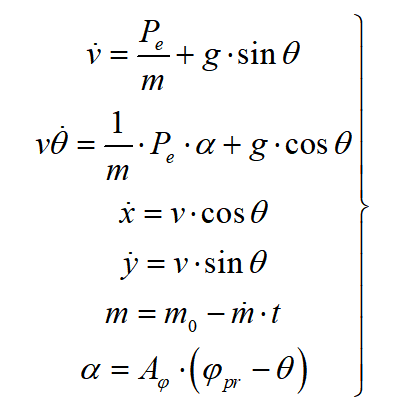 v̇ = P_e/m + g · sin θ
vθ̇ = 1/m · P_e · α + g · cos θ
ẋ = v · cos θ
ẏ = v · sin θ
m = m_0 − ṁ · t
α = A_φ · (φ_pr − θ)